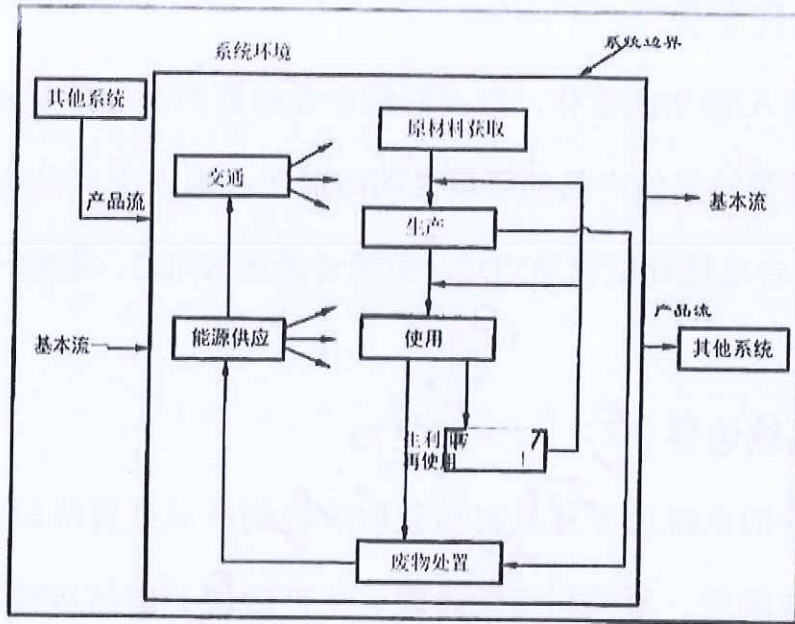 系统环境
系统边界
其他系统
原材料获取
交通
产品流
生产
基本流
产品流
基本流
能源供应
使用
其他系统
再使用
废物处置